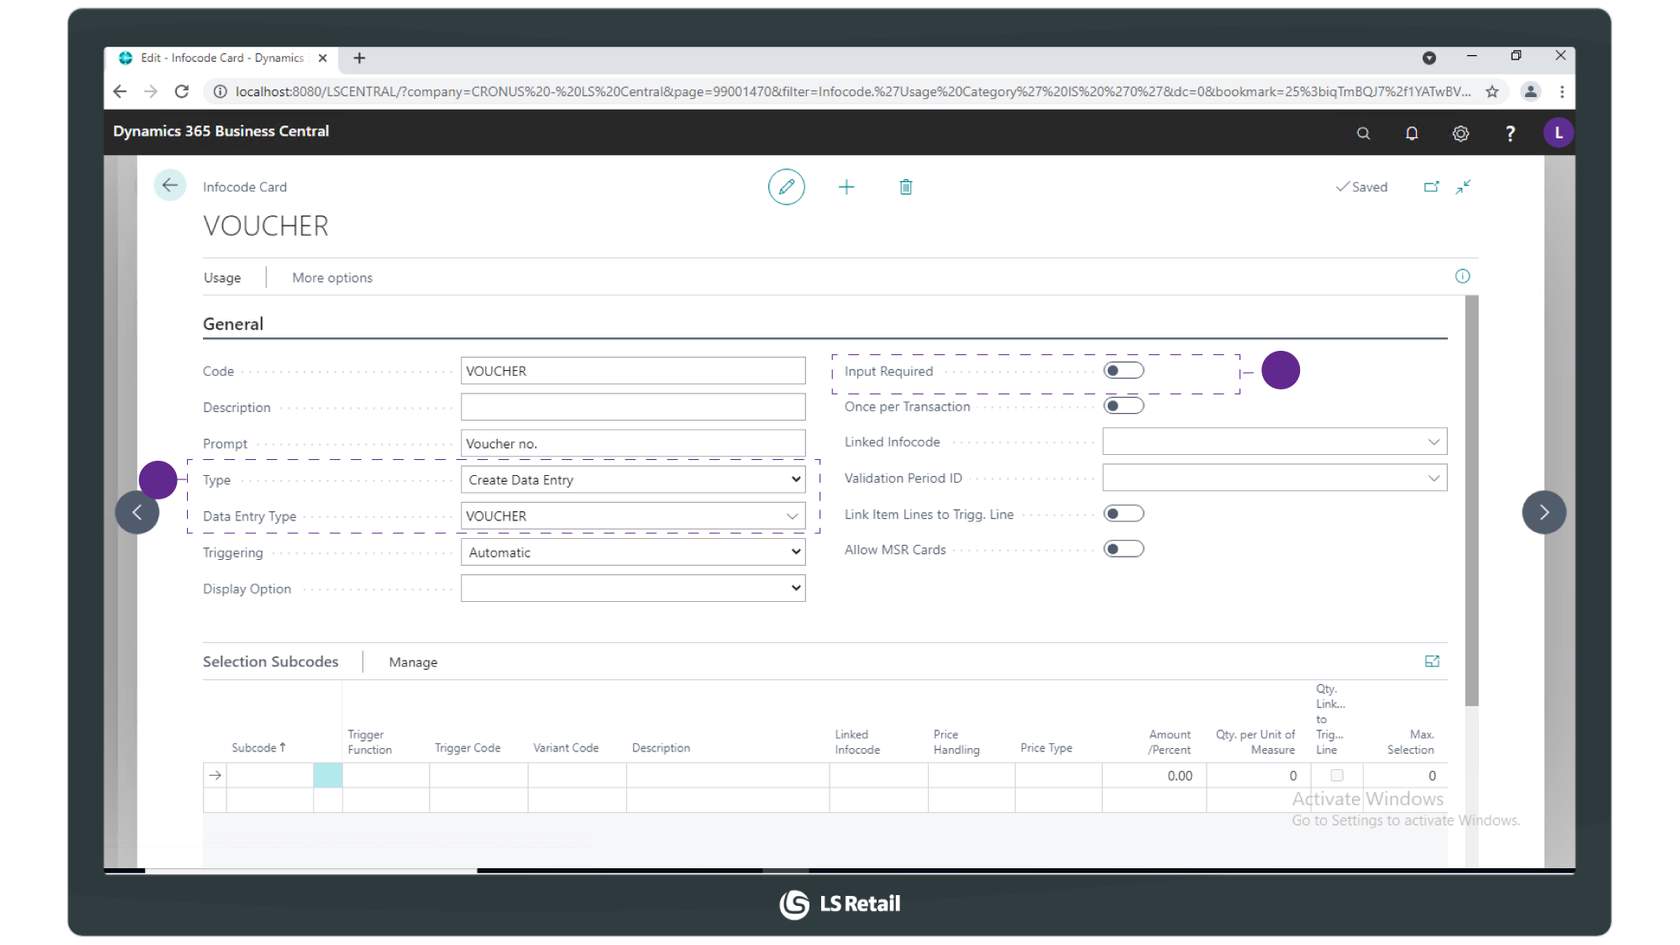 Edit - Infocode Card - Dynamics
localhost:8080/LSCENTRAL/?company=CRONUS%20-%20LS%20Central&page=99001470&filter=Infocode.%27Usage%20Category%27%20IS%20%270%27&dc=0&bookmark=25%3biqTmBQJ7%2f1YATwBV...
Dynamics 365 Business Central
?
L
Infocode Card
Saved
VOUCHER
Usage
More options
General
Code
VOUCHER
Input Required
Description
Once per Transaction
Prompt
Voucher no.
Linked Infocode
Type
Create Data Entry
Validation Period ID
Data Entry Type
VOUCHER
Link Item Lines to Trigg. Line
Triggering
Automatic
Allow MSR Cards
Display Option
Selection Subcodes
Manage
Subcode ↑
Trigger
Function
Trigger Code
Variant Code
Description
Linked
Infocode
Price
Handling
Price Type
Amount
/Percent
Qty. per Unit of
Measure
Qty.
Link...
to
Trig...
Line
Max.
Selection
0.00
0
0
Activate Windows
Go to Settings to activate Windows.
LS Retail